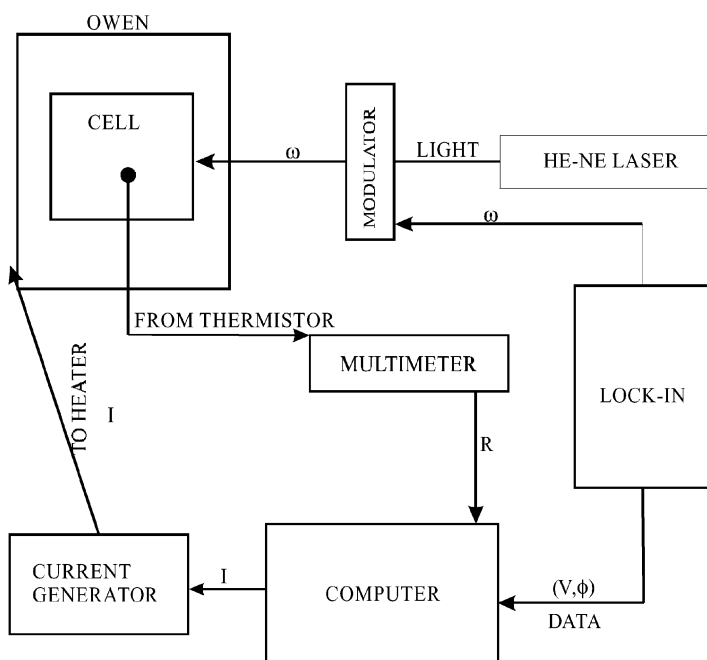 OWEN
CELL
ω
MODULATOR
LIGHT
HE-NE LASER
ω
FROM THERMISTOR
MULTIMETER
LOCK-IN
TO HEATER
I
R
CURRENT
GENERATOR
I
COMPUTER
(V,ϕ)
DATA